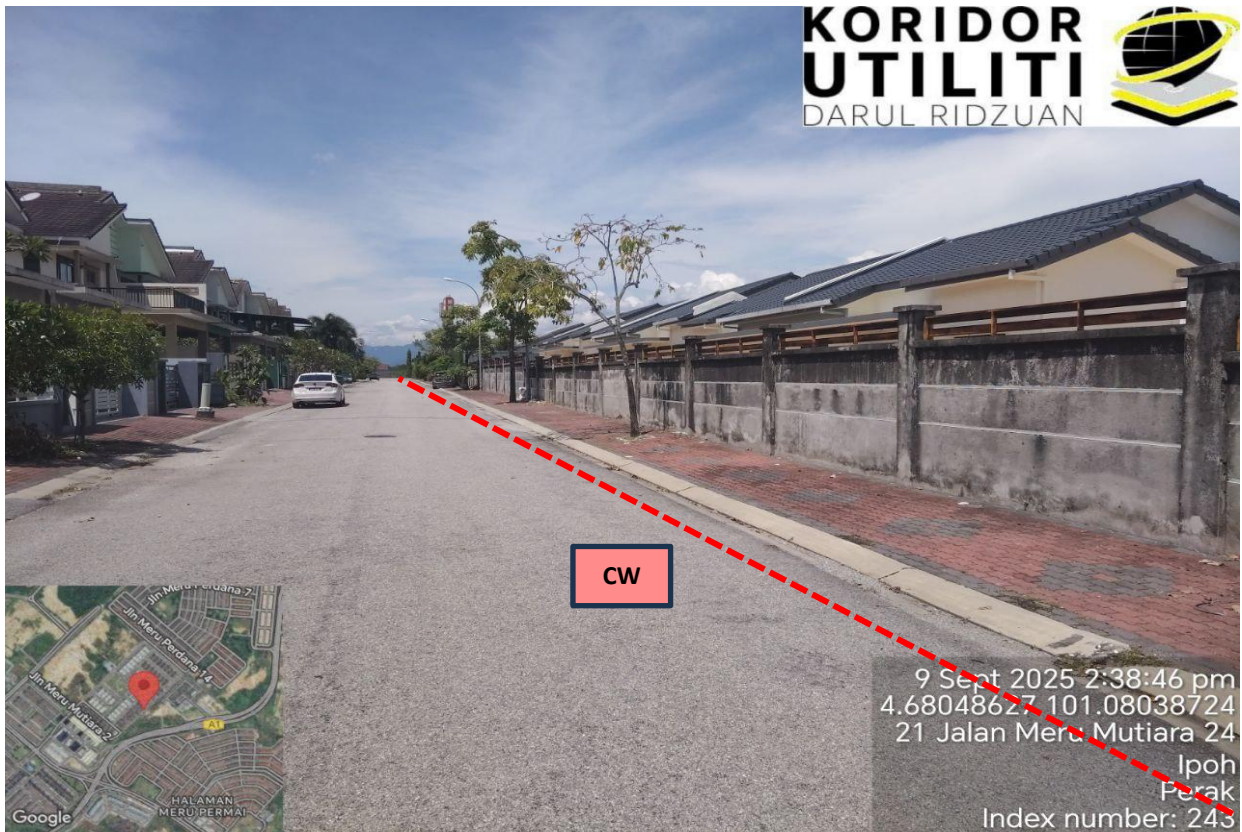 KORIDOR
UTILITI
DARUL RIDZUAN
CW
Jln Meru Perdana 7
Jln Meru Perdana 14
Jln Meru Mutiara 2
A1
HALAMAN
MERU PERMAI
Google
9 Sept 2025 2:38:46 pm
4.68048627 101.08038724
21 Jalan Meru Mutiara 24
Ipoh
Perak
Index number: 243